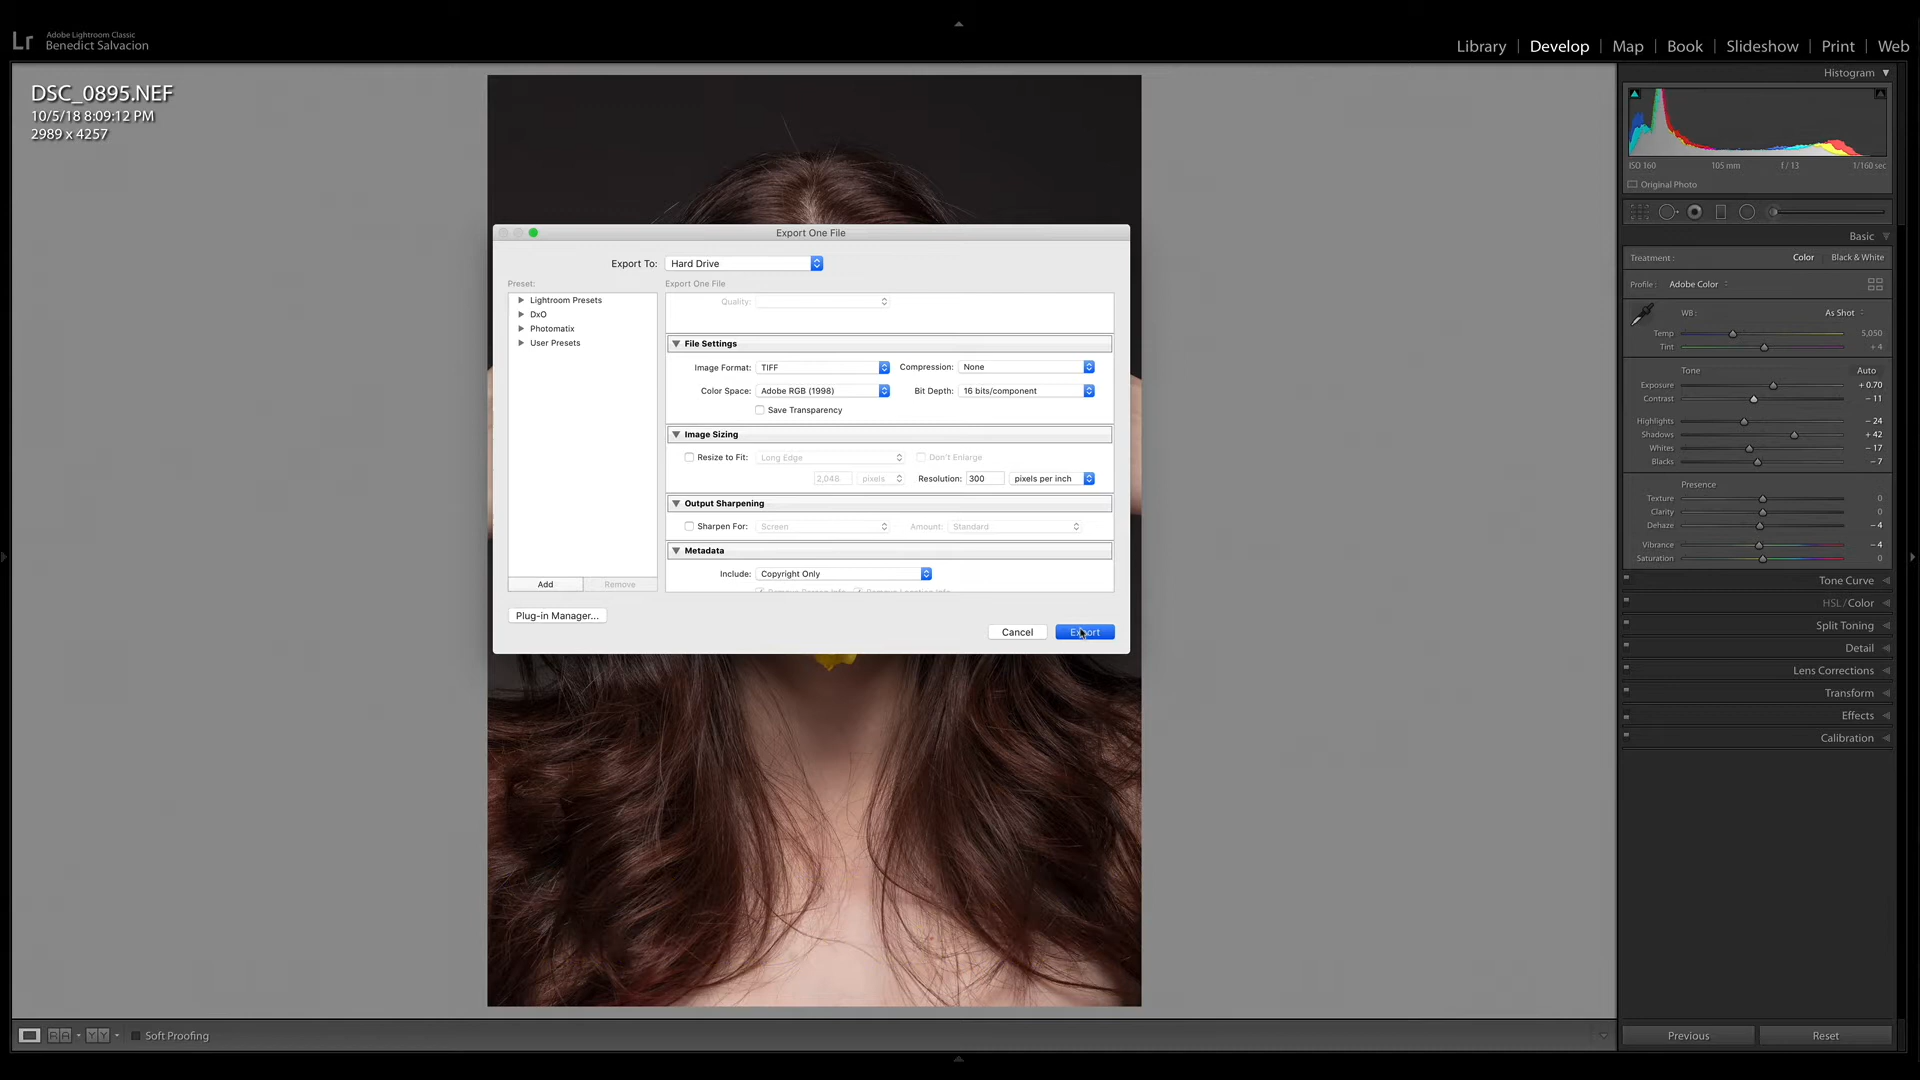 Lr
Adobe Lightroom Classic
Benedict Salvacion
Library | Develop | Map | Book | Slideshow | Print | Web
DSC_0895.NEF
10/5/18 8:09:12 PM
2989 x 4257
Histogram
ISO 160 105 mm f / 13 1/160 sec
Original Photo
Basic
Treatment : Color Black & White
Profile : Adobe Color
WB : As Shot
Temp 5,050
Tint + 4
Tone Auto
Exposure + 0.70
Contrast - 11
Highlights - 24
Shadows + 42
Whites - 17
Blacks - 7
Presence
Texture 0
Clarity 0
Dehaze - 4
Vibrance - 4
Saturation 0
Tone Curve
HSL / Color
Split Toning
Detail
Lens Corrections
Transform
Effects
Calibration
Previous Reset
Export One File
Export To: Hard Drive
Preset:
Lightroom Presets
DxO
Photomatix
User Presets
Add Remove
Plug-in Manager...
Export One File
Quality:
File Settings
Image Format: TIFF Compression: None
Color Space: Adobe RGB (1998) Bit Depth: 16 bits/component
Save Transparency
Image Sizing
Resize to Fit: Long Edge Don't Enlarge
2,048 pixels Resolution: 300 pixels per inch
Output Sharpening
Sharpen For: Screen Amount: Standard
Metadata
Include: Copyright Only
Remove Person Info Remove Location Info
Cancel Export
Soft Proofing